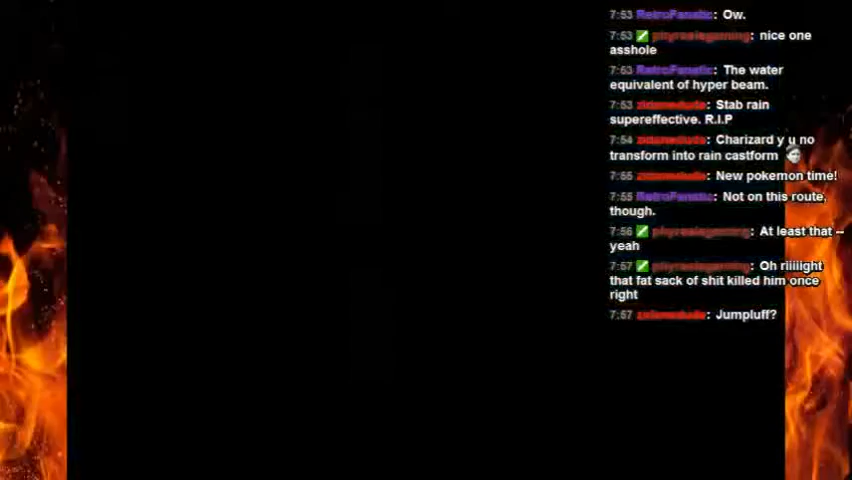 7:53 RetroFanatic: Ow.
7:53 : nice one
asshole
7:53 RetroFanatic: The water
equivalent of hyper beam.
7:53 : Stab rain
supereffective. R.I.P
7:54 : Charizard y u no
transform into rain castform
7:55 : New pokemon time!
7:55 RetroFanatic: Not on this route,
though.
7:56 : At least that --
yeah
7:57 : Oh riiiiight
that fat sack of shit killed him once
right
7:57 : Jumpluff?